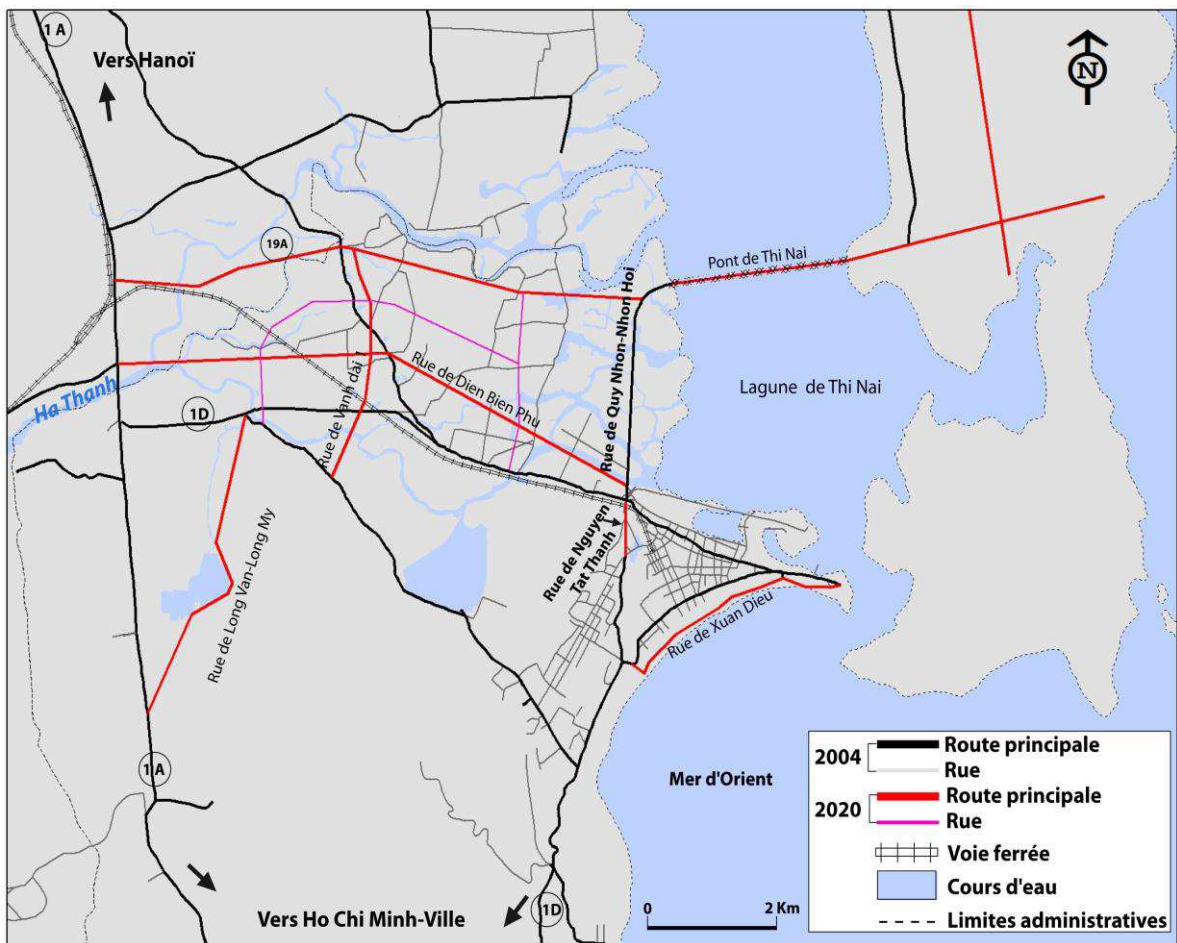 1 A
Vers Hanoï
N
19A
Pont de Thi Nai
Rue de Quy Nhon-Nhon Hoi
Lagune de Thi Nai
Rue de Dien Bien Phu
Rue de Vanh dai 1
Ha Thanh
1D
Rue de Nguyen
Tat Thanh
Rue de Long Van-Long My
Rue de Xuan Dieu
1 A
Mer d'Orient
Vers Ho Chi Minh-Ville
1D
0 2 Km
2004
Route principale
Rue
2020
Route principale
Rue
Voie ferrée
Cours d'eau
Limites administratives